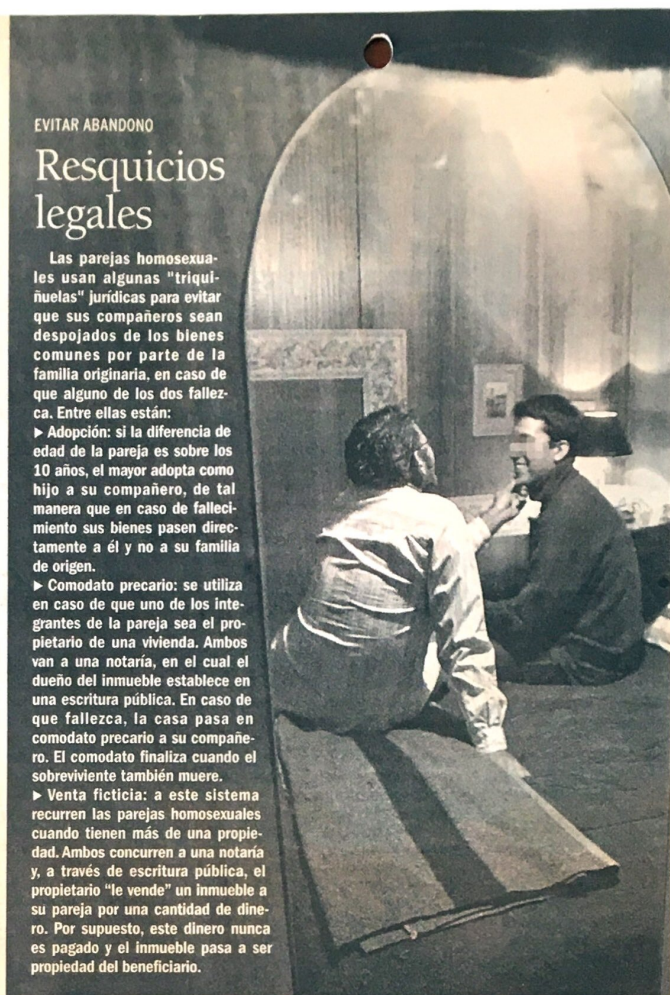 EVITAR ABANDONO
Resquicios
legales
Las parejas homosexua-
les usan algunas "triqui-
ñuelas" jurídicas para evitar
que sus compañeros sean
despojados de los bienes
comunes por parte de la
familia originaria, en caso de
que alguno de los dos fallez-
ca. Entre ellas están:
▶ Adopción: si la diferencia de
edad de la pareja es sobre los
10 años, el mayor adopta como
hijo a su compañero, de tal
manera que en caso de falleci-
miento sus bienes pasen direc-
tamente a él y no a su familia
de origen.
▶ Comodato precario: se utiliza
en caso de que uno de los inte-
grantes de la pareja sea el pro-
pietario de una vivienda. Ambos
van a una notaría, en el cual el
dueño del inmueble establece en
una escritura pública. En caso de
que fallezca, la casa pasa en
comodato precario a su compañe-
ro. El comodato finaliza cuando el
sobreviviente también muere.
▶ Venta ficticia: a este sistema
recurren las parejas homosexuales
cuando tienen más de una propie-
dad. Ambos concurren a una notaría
y, a través de escritura pública, el
propietario “le vende” un inmueble a
su pareja por una cantidad de dine-
ro. Por supuesto, este dinero nunca
es pagado y el inmueble pasa a ser
propiedad del beneficiario.